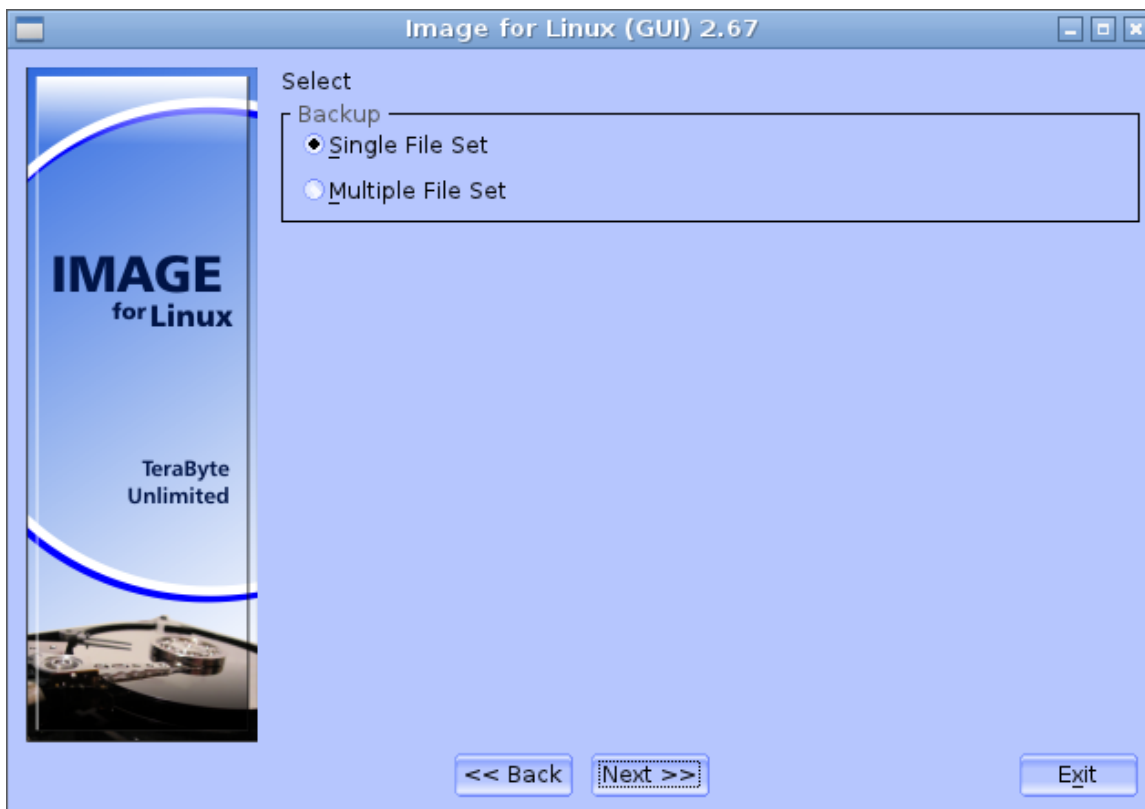 Image for Linux (GUI) 2.67
IMAGE
for Linux
TeraByte
Unlimited
Select
Backup
Single File Set
Multiple File Set
<< Back
Next >>
Exit